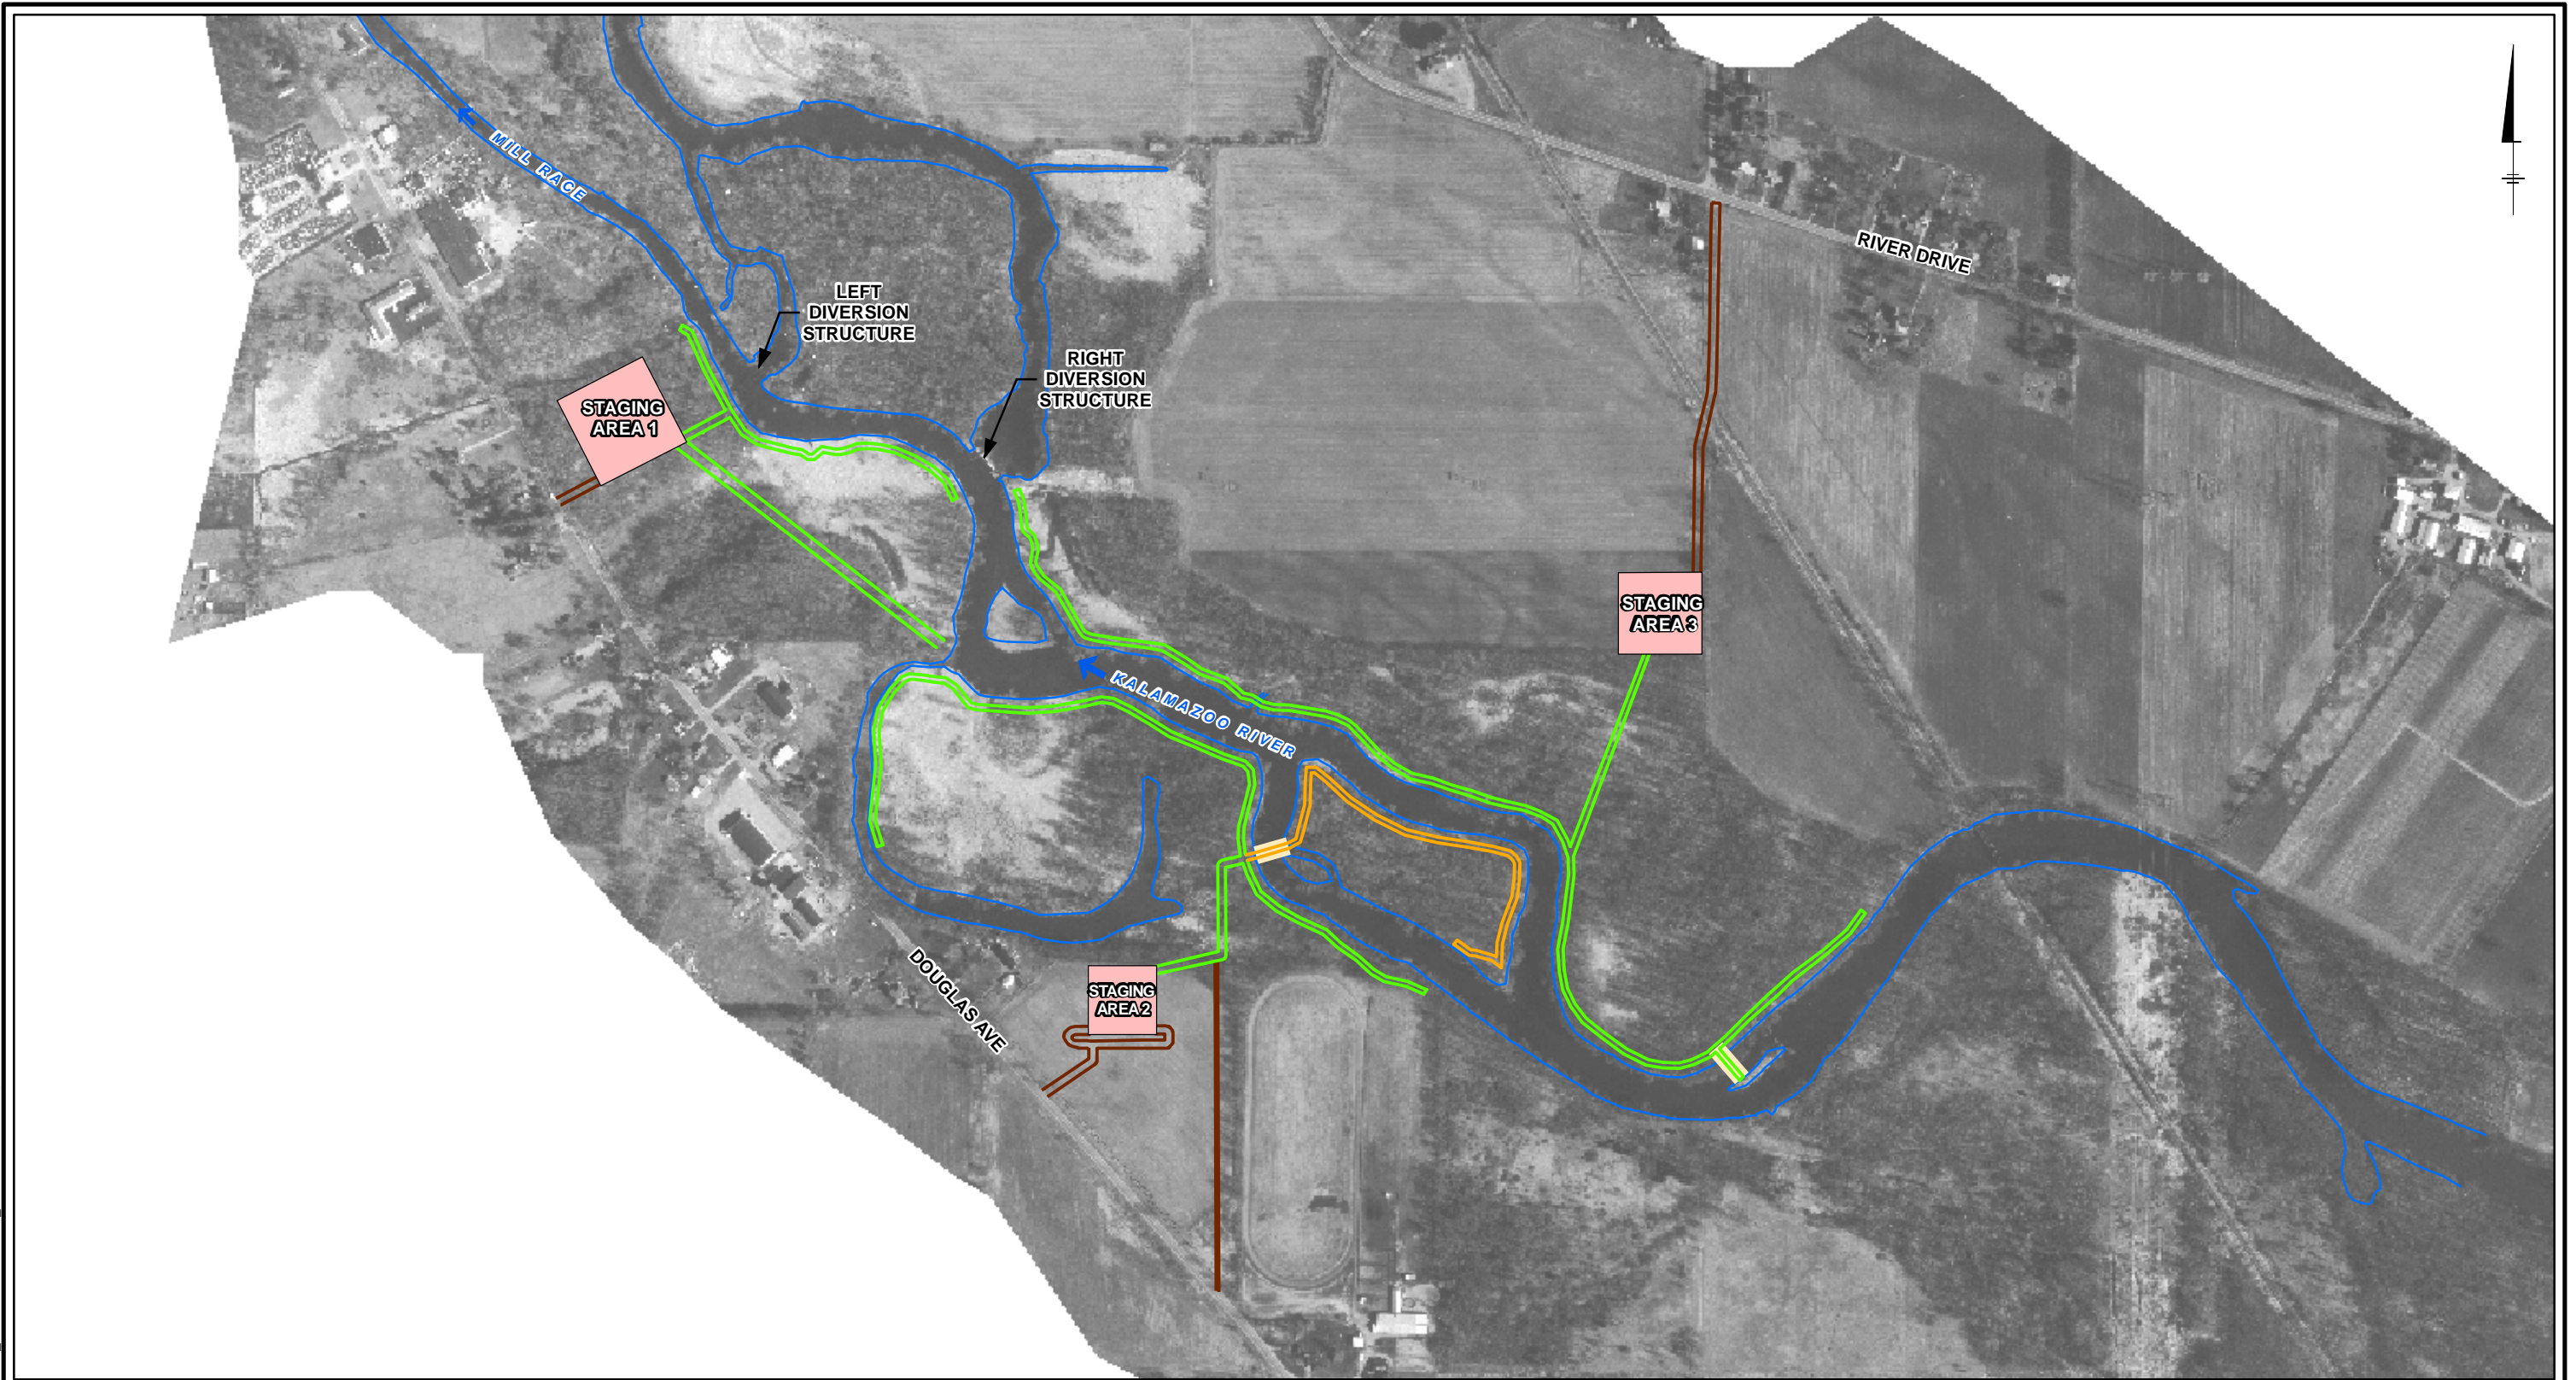 MILL RACE
RIVER DRIVE
LEFT
DIVERSION
STRUCTURE
RIGHT
DIVERSION
STRUCTURE
STAGING
AREA 1
STAGING
AREA 3
KALAMAZOO RIVER
DOUGLAS AVE
STAGING
AREA 2